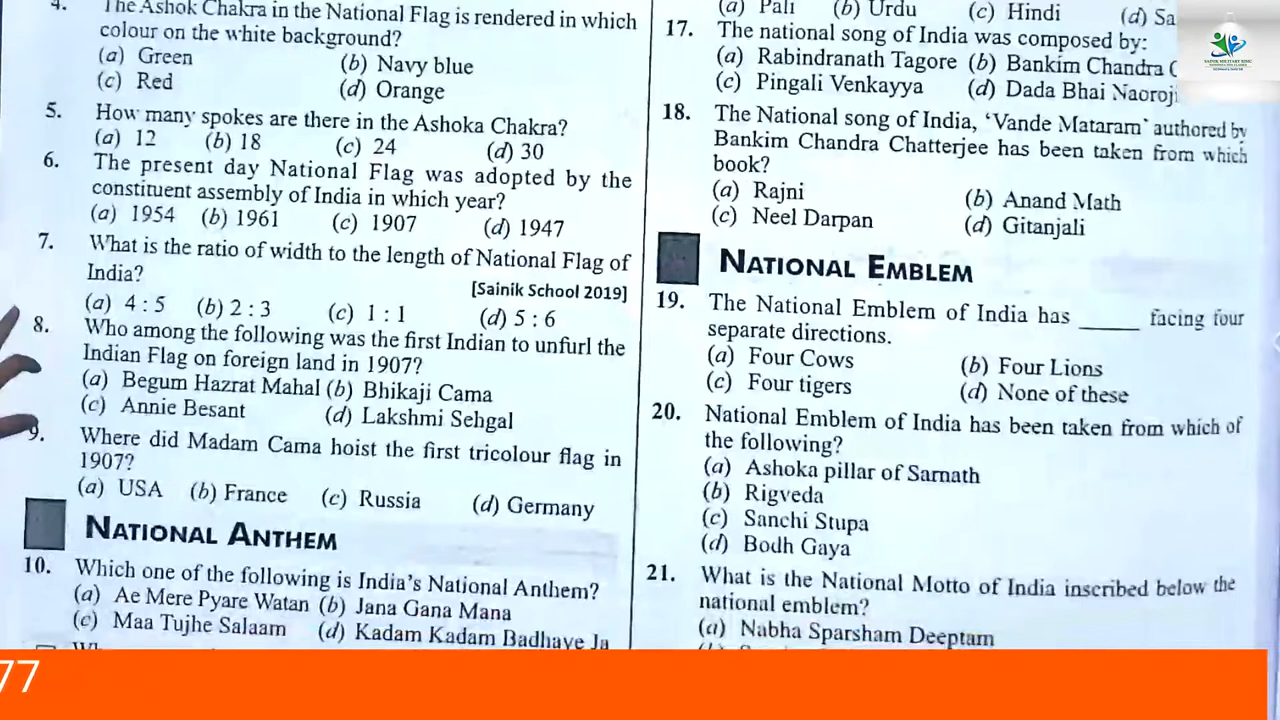 4. The Ashok Chakra in the National Flag is rendered in which
colour on the white background?
(a) Green (b) Navy blue
(c) Red (d) Orange
5. How many spokes are there in the Ashoka Chakra?
(a) 12 (b) 18 (c) 24 (d) 30
6. The present day National Flag was adopted by the
constituent assembly of India in which year?
(a) 1954 (b) 1961 (c) 1907 (d) 1947
7. What is the ratio of width to the length of National Flag of
India?
[Sainik School 2019]
(a) 4 : 5 (b) 2 : 3 (c) 1 : 1 (d) 5 : 6
8. Who among the following was the first Indian to unfurl the
Indian Flag on foreign land in 1907?
(a) Begum Hazrat Mahal (b) Bhikaji Cama
(c) Annie Besant (d) Lakshmi Sehgal
9. Where did Madam Cama hoist the first tricolour flag in
1907?
(a) USA (b) France (c) Russia (d) Germany
NATIONAL ANTHEM
10. Which one of the following is India's National Anthem?
(a) Ae Mere Pyare Watan (b) Jana Gana Mana
(c) Maa Tujhe Salaam (d) Kadam Kadam Badhaye Ja
(a) Pali (b) Urdu (c) Hindi (d) Sa
17. The national song of India was composed by:
(a) Rabindranath Tagore (b) Bankim Chandra C
(c) Pingali Venkayya (d) Dada Bhai Naoroji
18. The National song of India, 'Vande Mataram' authored by
Bankim Chandra Chatterjee has been taken from which
book?
(a) Rajni (b) Anand Math
(c) Neel Darpan (d) Gitanjali
NATIONAL EMBLEM
19. The National Emblem of India has _____ facing four
separate directions.
(a) Four Cows (b) Four Lions
(c) Four tigers (d) None of these
20. National Emblem of India has been taken from which of
the following?
(a) Ashoka pillar of Sarnath
(b) Rigveda
(c) Sanchi Stupa
(d) Bodh Gaya
21. What is the National Motto of India inscribed below the
national emblem?
(a) Nabha Sparsham Deeptam
77